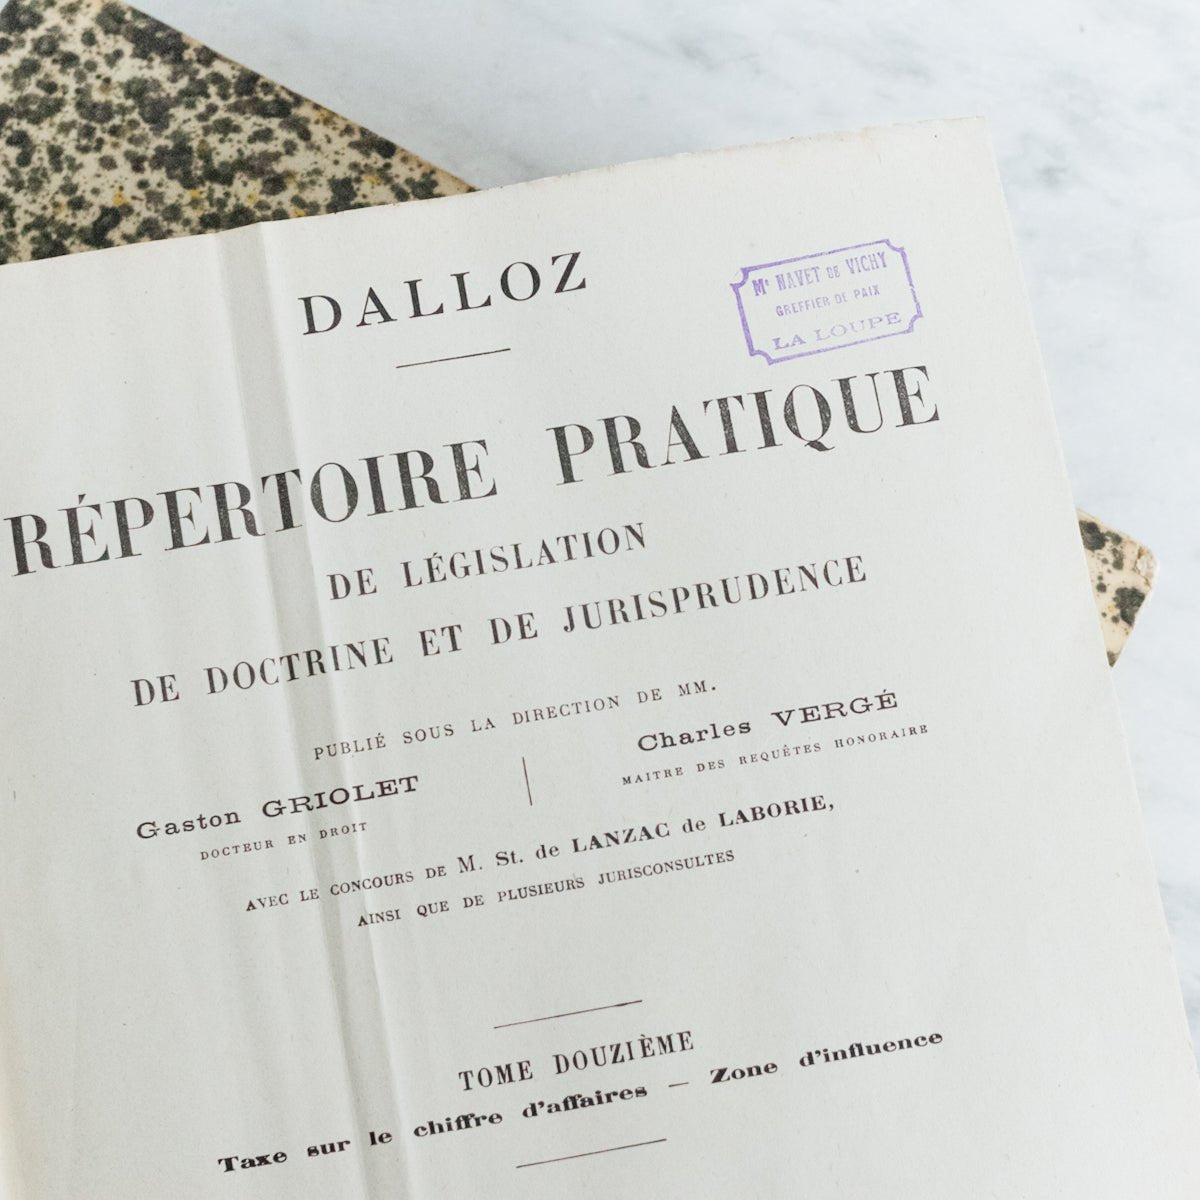 DALLOZ
Me NAVET DE VICHY
GREFFIER DE PAIX
LA LOUPE
RÉPERTOIRE PRATIQUE
DE LÉGISLATION
DE DOCTRINE ET DE JURISPRUDENCE
PUBLIÉ SOUS LA DIRECTION DE MM.
Gaston GRIOLET
DOCTEUR EN DROIT
Charles VERGÉ
MAITRE DES REQUÊTES HONORAIRE
AVEC LE CONCOURS DE M. St. de LANZAC de LABORIE,
AINSI QUE DE PLUSIEURS JURISCONSULTES
TOME DOUZIÈME
Taxe sur le chiffre d'affaires — Zone d'influence